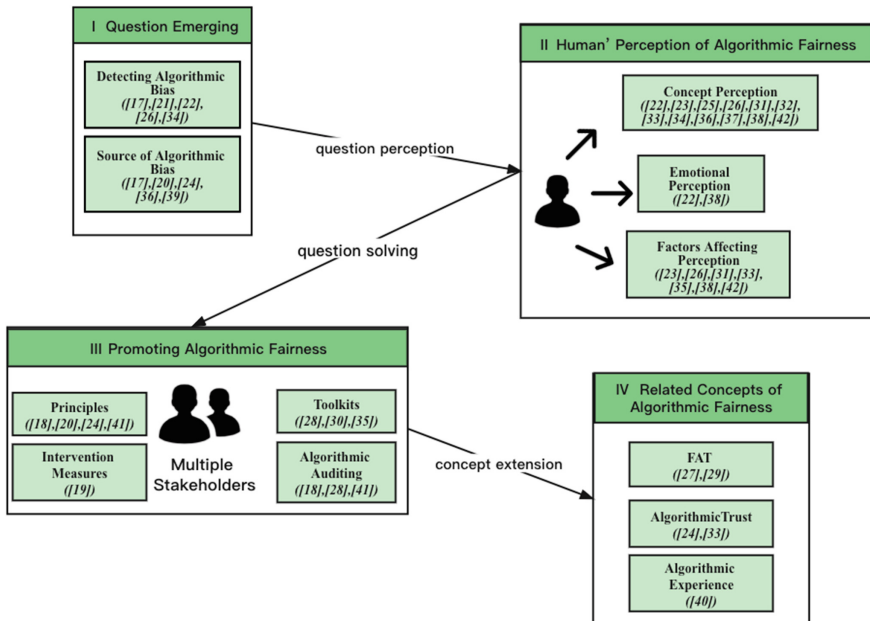 I Question Emerging
Detecting Algorithmic
Bias
([17],[21],[22],
[26],[34])
Source of Algorithmic
Bias
([17],[20],[24],
[36],[39])
question perception
II Human' Perception of Algorithmic Fairness
Concept Perception
([22],[23],[25],[26],[31],[32],
[33],[34],[36],[37],[38],[42])
Emotional
Perception
([22],[38])
Factors Affecting
Perception
([23],[26],[31],[33],
[35],[38],[42])
question solving
III Promoting Algorithmic Fairness
Principles
([18],[20],[24],[41])
Intervention
Measures
([19])
Multiple
Stakeholders
Toolkits
([28],[30],[35])
Algorithmic
Auditing
([18],[28],[41])
concept extension
IV Related Concepts of
Algorithmic Fairness
FAT
([27],[29])
AlgorithmicTrust
([24],[33])
Algorithmic
Experience
([40])